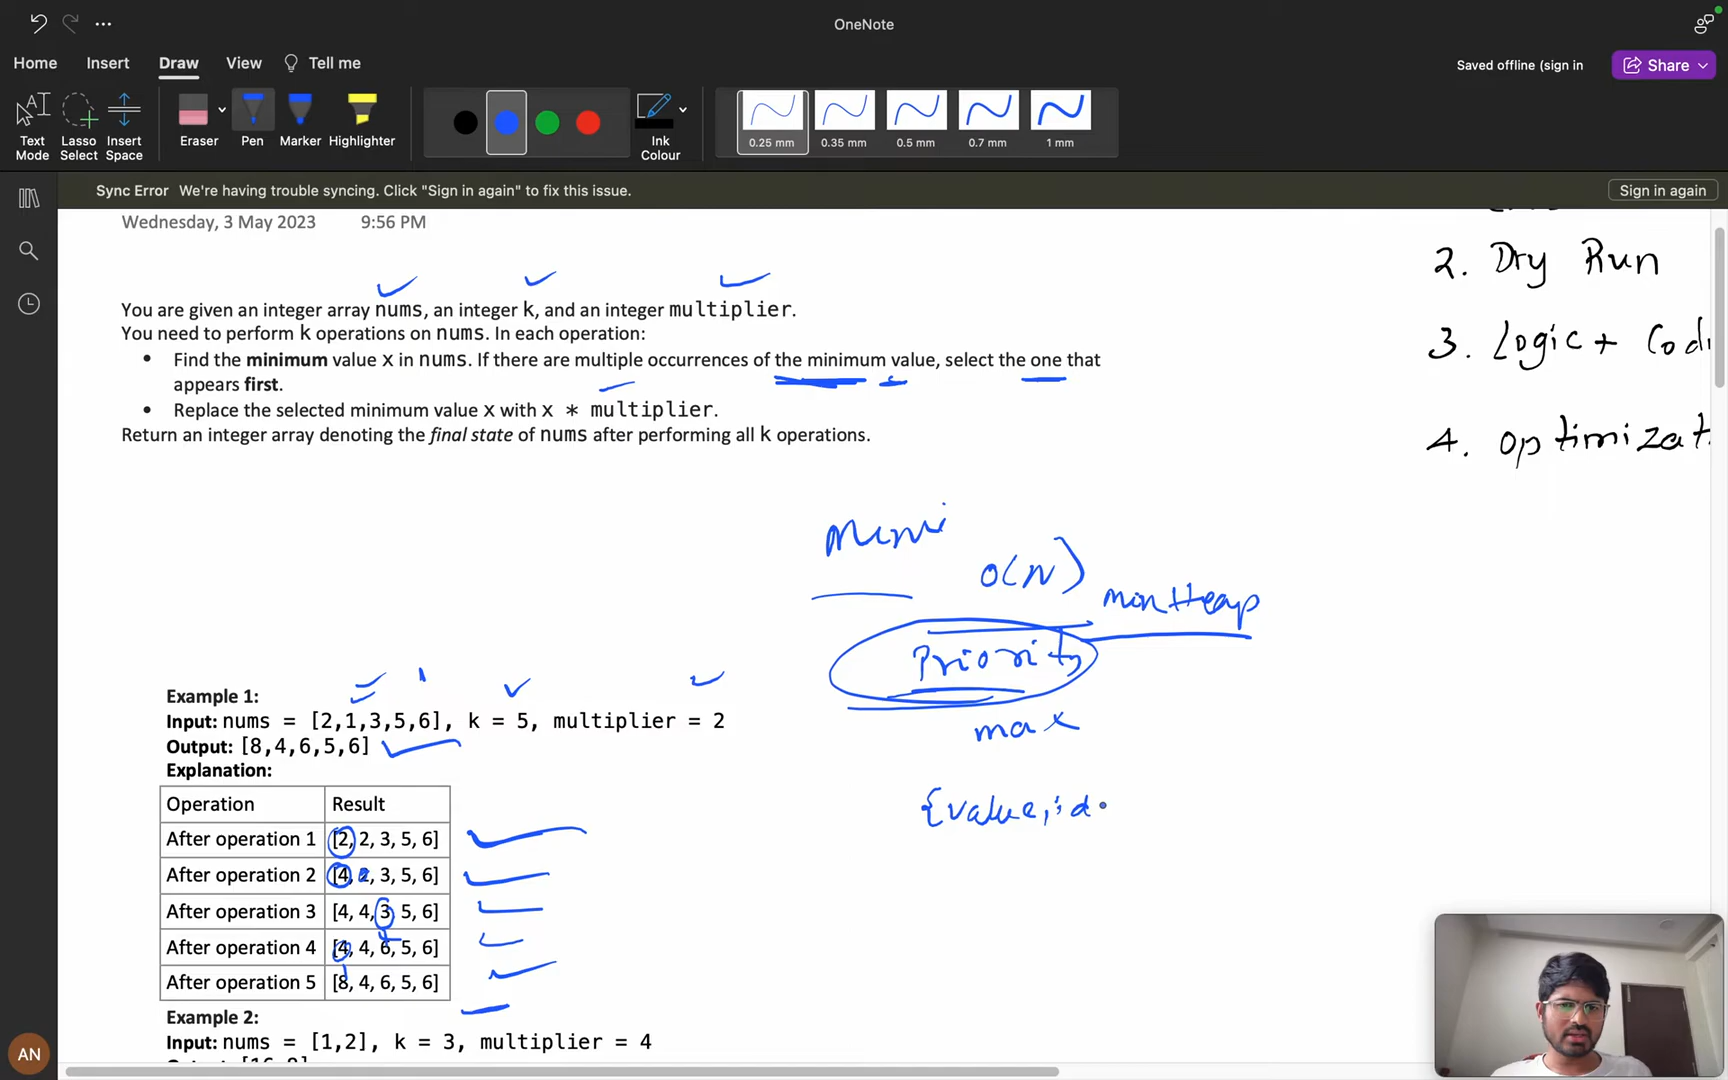 OneNote
Home Insert Draw View Tell me
Saved offline (sign in
Share
Text Mode
Lasso Select
Insert Space
Eraser
Pen
Marker
Highlighter
Ink Colour
0.25 mm
0.35 mm
0.5 mm
0.7 mm
1 mm
Sync Error We're having trouble syncing. Click "Sign in again" to fix this issue.
Sign in again
Wednesday, 3 May 2023 9:56 PM
2. Dry Run
3. Logic + Codi
4. Optimizat
You are given an integer array nums, an integer k, and an integer multiplier.
You need to perform k operations on nums. In each operation:
• Find the minimum value x in nums. If there are multiple occurrences of the minimum value, select the one that
appears first.
• Replace the selected minimum value x with x * multiplier.
Return an integer array denoting the final state of nums after performing all k operations.
Mini
O(N)
minHeap
Priority
max
{value, id
Example 1:
Input: nums = [2,1,3,5,6], k = 5, multiplier = 2
Output: [8,4,6,5,6]
Explanation:
Operation Result
After operation 1 [2, 2, 3, 5, 6]
After operation 2 [4, 2, 3, 5, 6]
After operation 3 [4, 4, 3, 5, 6]
After operation 4 [4, 4, 6, 5, 6]
After operation 5 [8, 4, 6, 5, 6]
Example 2:
Input: nums = [1,2], k = 3, multiplier = 4
AN